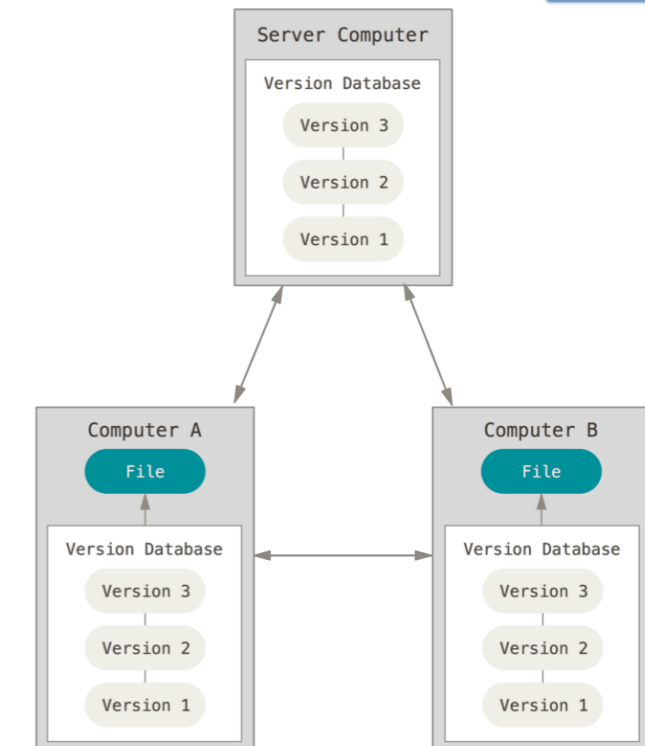 Server Computer
Version Database
Version 3
Version 2
Version 1
Computer A
File
Version Database
Version 3
Version 2
Version 1
Computer B
File
Version Database
Version 3
Version 2
Version 1